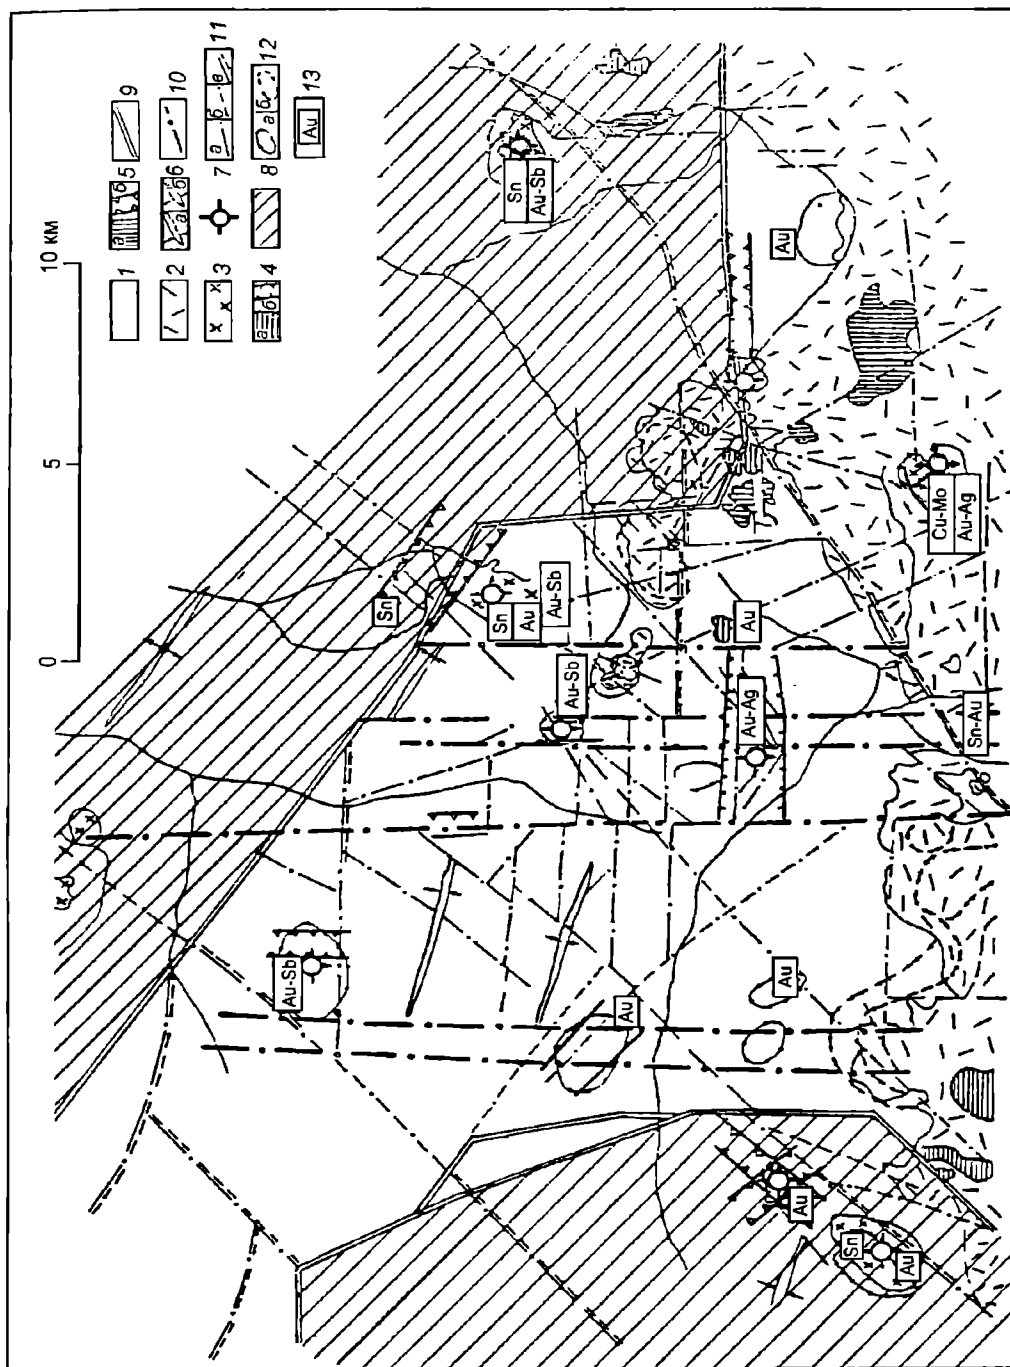 0 5 10 км
1 а б 5 9
2 а б 6 10
3 7 а б в 11
а б 4 8 а б 12
Au 13
Au-Sb
Sn
Sn
Au
Au-Sb
Sn
Au-Sb
Au-Sb
Au
Au-Ag
Au
Au
Au
Au
Sn
Au
Cu-Mo
Au-Ag
Sn-Au